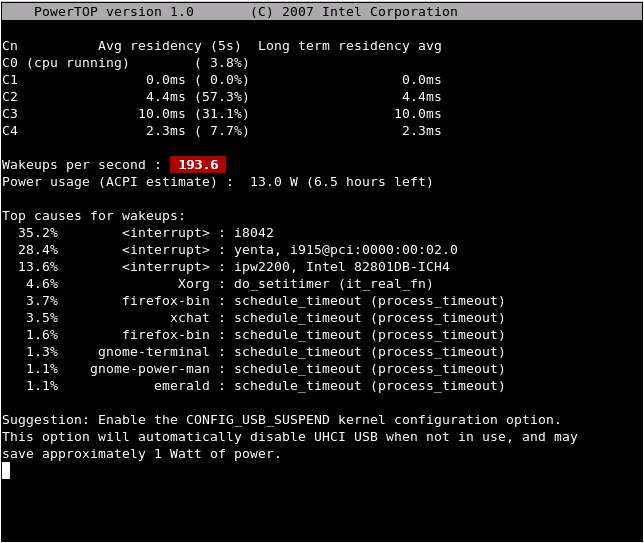 PowerTOP version 1.0       (C) 2007 Intel Corporation
Cn          Avg residency (5s)  Long term residency avg
C0 (cpu running)        ( 3.8%)
C1                0.0ms ( 0.0%)                   0.0ms
C2                4.4ms (57.3%)                   4.4ms
C3               10.0ms (31.1%)                  10.0ms
C4                2.3ms ( 7.7%)                   2.3ms
Wakeups per second :  193.6
Power usage (ACPI estimate) :  13.0 W (6.5 hours left)
Top causes for wakeups:
  35.2%        <interrupt> : i8042
  28.4%        <interrupt> : yenta, i915@pci:0000:00:02.0
  13.6%        <interrupt> : ipw2200, Intel 82801DB-ICH4
   4.6%               Xorg : do_setitimer (it_real_fn)
   3.7%        firefox-bin : schedule_timeout (process_timeout)
   3.5%              xchat : schedule_timeout (process_timeout)
   1.6%        firefox-bin : schedule_timeout (process_timeout)
   1.3%     gnome-terminal : schedule_timeout (process_timeout)
   1.1%    gnome-power-man : schedule_timeout (process_timeout)
   1.1%            emerald : schedule_timeout (process_timeout)
Suggestion: Enable the CONFIG_USB_SUSPEND kernel configuration option.
This option will automatically disable UHCI USB when not in use, and may
save approximately 1 Watt of power.